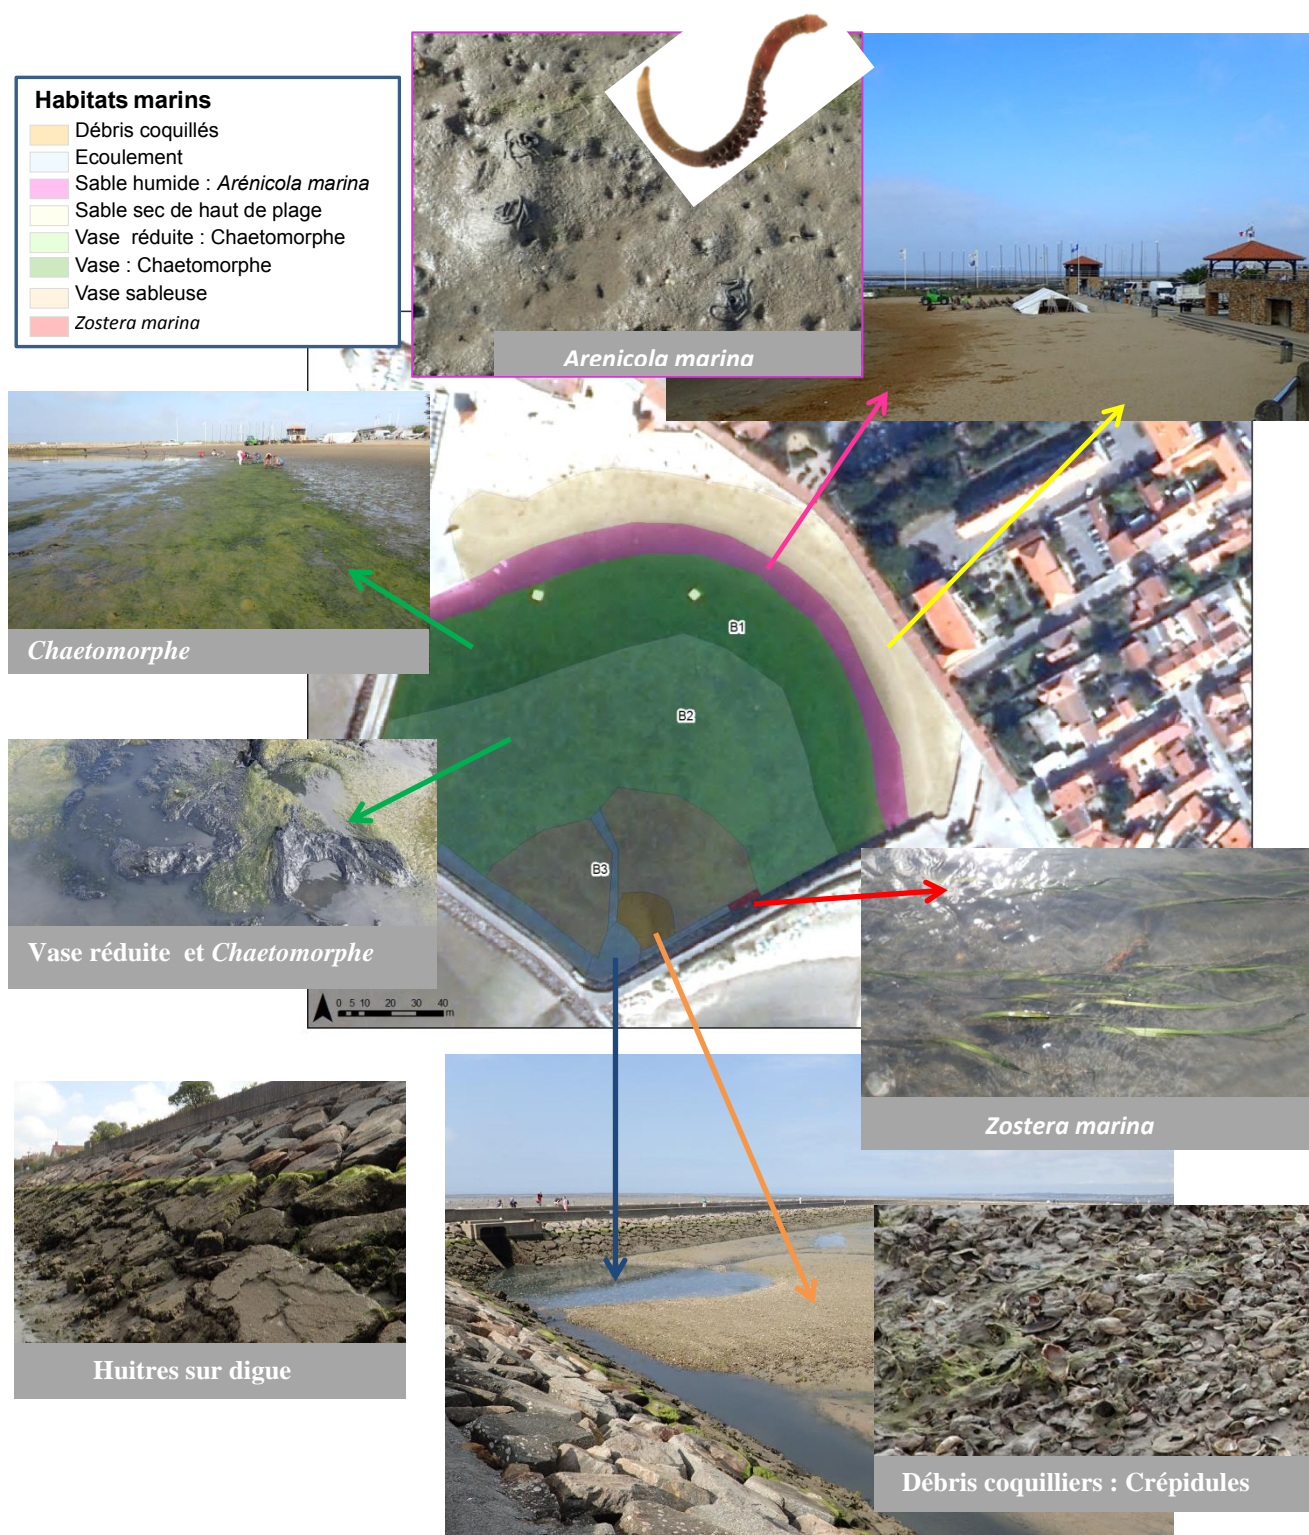 Habitats marins
Débris coquillés
Ecoulement
Sable humide : Arénicola marina
Sable sec de haut de plage
Vase réduite : Chaetomorphe
Vase : Chaetomorphe
Vase sableuse
Zostera marina
Arenicola marina
Chaetomorphe
B1
B2
Vase réduite et Chaetomorphe
B3
0 5 10 20 30 40
m
Zostera marina
Huitres sur digue
Débris coquilliers : Crépidules